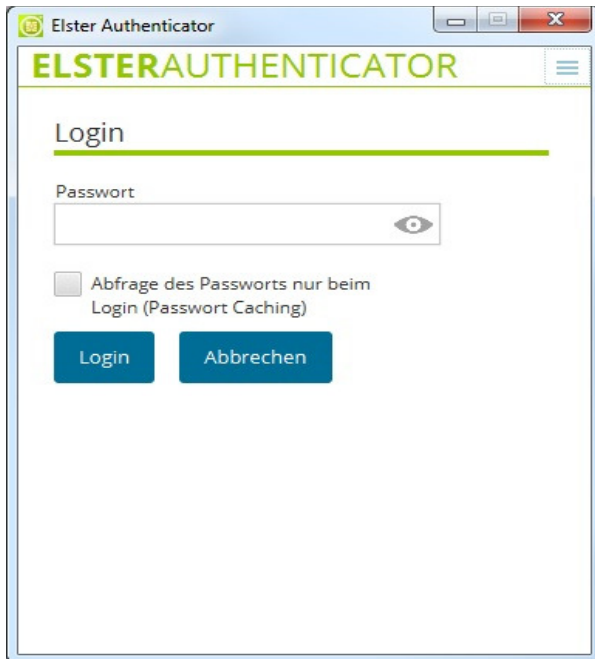 Elster Authenticator
ELSTERAUTHENTICATOR
Login
Passwort
Abfrage des Passworts nur beim
Login (Passwort Caching)
Login
Abbrechen